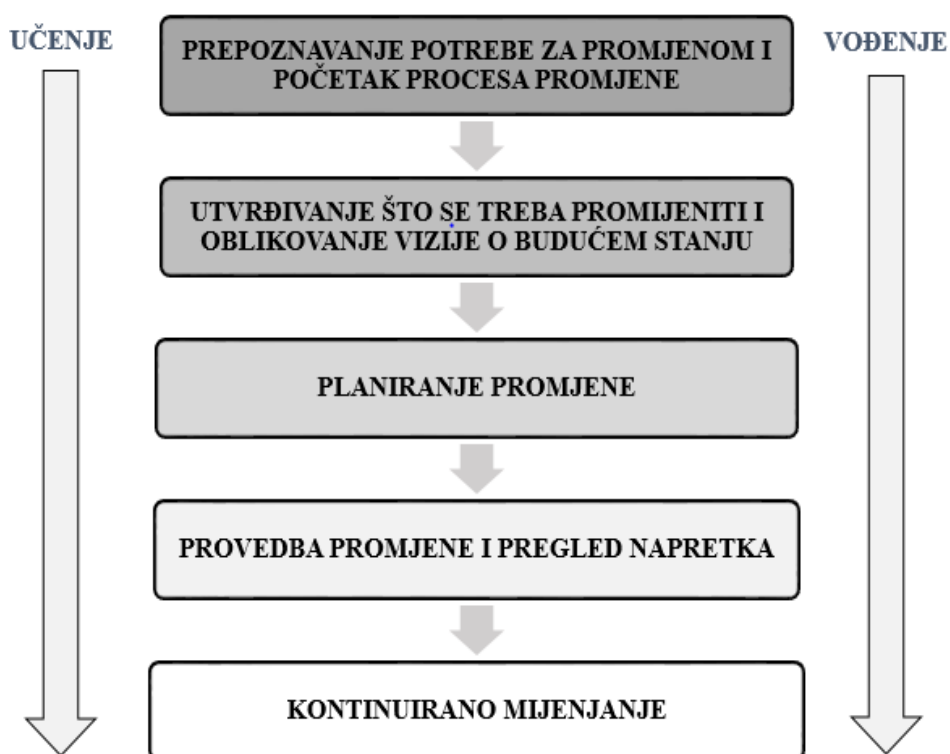 UČENJE
VOĐENJE
PREPOZNAVANJE POTREBE ZA PROMJENOM I
POČETAK PROCESA PROMJENE
UTVRĐIVANJE ŠTO SE TREBA PROMIJENITI I
OBLIKOVANJE VIZIJE O BUDUĆEM STANJU
PLANIRANJE PROMJENE
PROVEDBA PROMJENE I PREGLED NAPRETKA
KONTINUIRANO MIJENJANJE